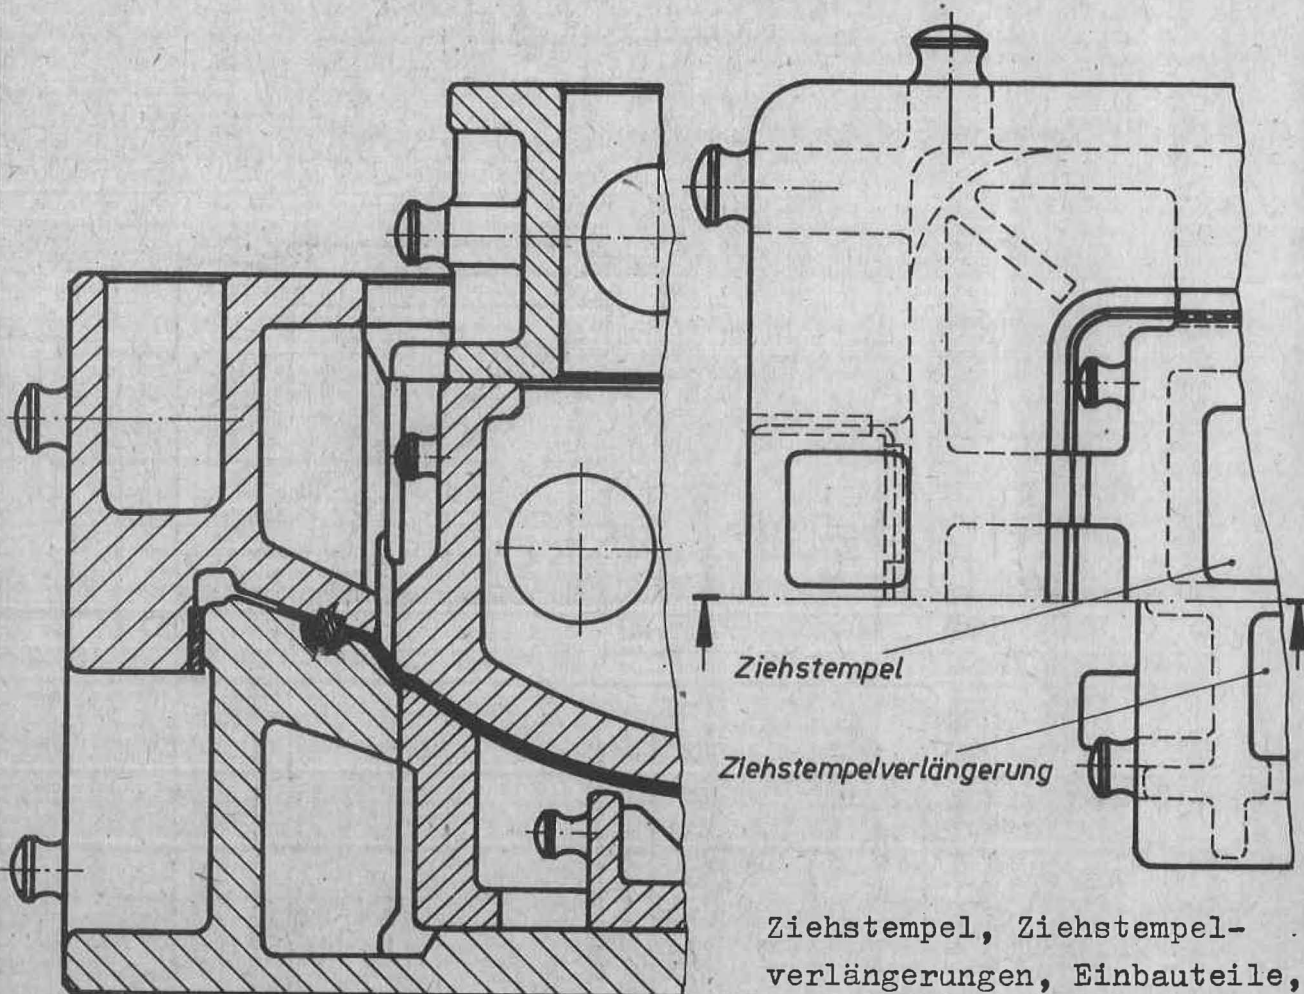 Ziehstempel
Ziehstempelverlängerung
Ziehstempel, Ziehstempel-
verlängerungen, Einbauteile,